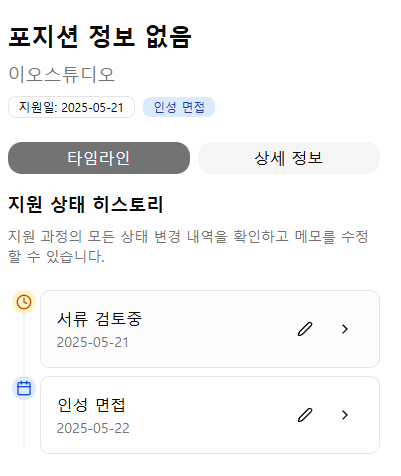 포지션 정보 없음
이오스튜디오
지원일: 2025-05-21 인성 면접
타임라인 상세 정보
지원 상태 히스토리
지원 과정의 모든 상태 변경 내역을 확인하고 메모를 수정
할 수 있습니다.
서류 검토중
2025-05-21
인성 면접
2025-05-22